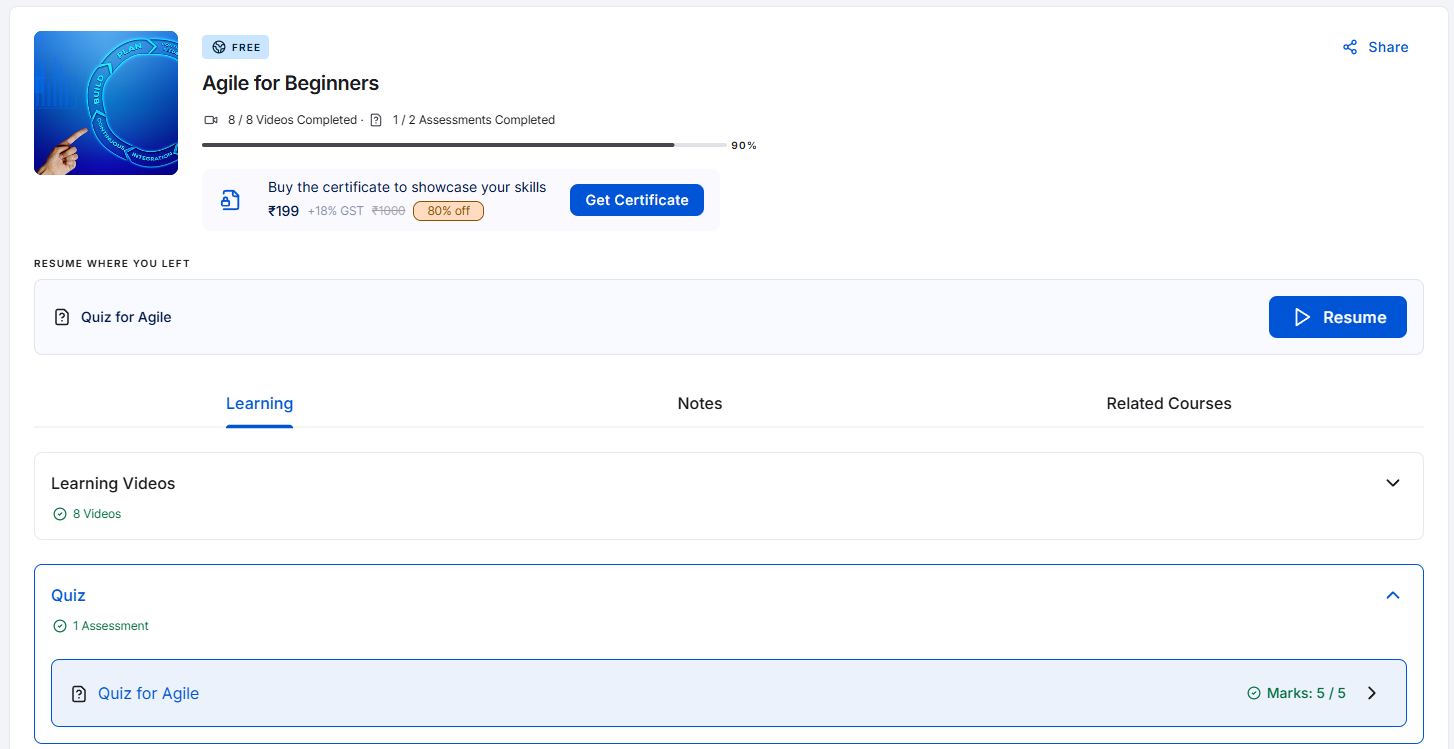 PLAN
BUILD
CONTINUOUS
INTEGRATION
FREE
Share
Agile for Beginners
8 / 8 Videos Completed · 1 / 2 Assessments Completed
90%
Buy the certificate to showcase your skills
₹199 +18% GST ₹1000 80% off
Get Certificate
RESUME WHERE YOU LEFT
Quiz for Agile
Resume
Learning Notes Related Courses
Learning Videos
8 Videos
Quiz
1 Assessment
Quiz for Agile Marks: 5 / 5